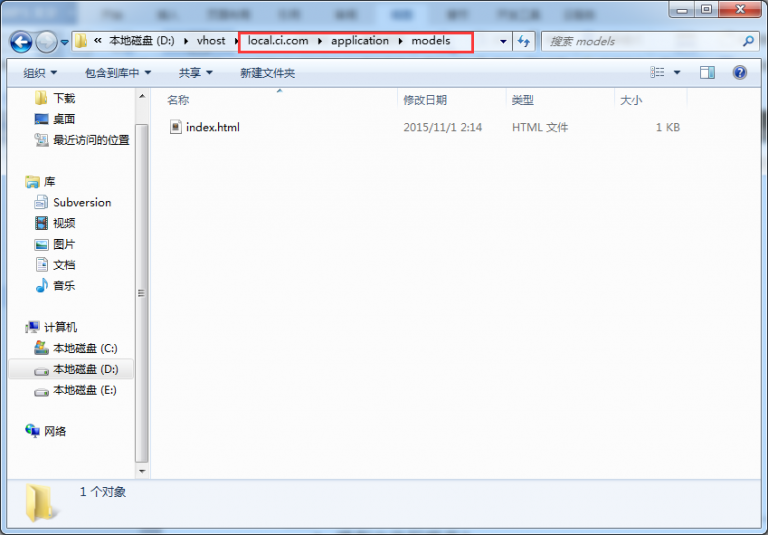 « 本地磁盘 (D:) ▸ vhost ▸ local.ci.com ▸ application ▸ models
搜索 models
组织 包含到库中 共享 新建文件夹
名称 修改日期 类型 大小
index.html 2015/11/1 2:14 HTML 文件 1 KB
下载
桌面
最近访问的位置
库
Subversion
视频
图片
文档
音乐
计算机
本地磁盘 (C:)
本地磁盘 (D:)
本地磁盘 (E:)
网络
1 个对象